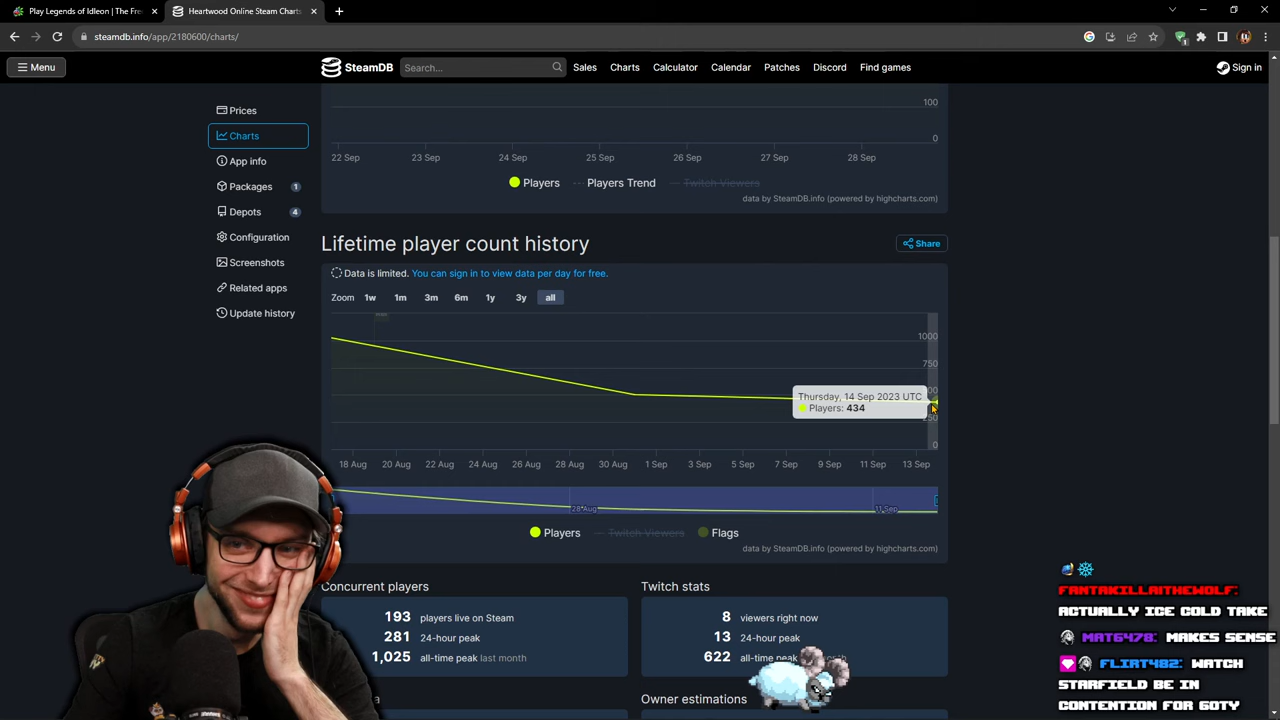 Play Legends of Idleon | The Fre
Heartwood Online Steam Charts
steamdb.info/app/2180600/charts/
Menu
SteamDB
Search...
Sales
Charts
Calculator
Calendar
Patches
Discord
Find games
Sign in
Prices
Charts
App info
Packages 1
Depots 4
Configuration
Screenshots
Related apps
Update history
100
0
22 Sep 23 Sep 24 Sep 25 Sep 26 Sep 27 Sep 28 Sep
Players Players Trend Twitch Viewers
data by SteamDB.info (powered by highcharts.com)
Lifetime player count history
Share
Data is limited. You can sign in to view data per day for free.
Zoom 1w 1m 3m 6m 1y 3y all
1000
750
Thursday, 14 Sep 2023 UTC
Players: 434
250
0
18 Aug 20 Aug 22 Aug 24 Aug 26 Aug 28 Aug 30 Aug 1 Sep 3 Sep 5 Sep 7 Sep 9 Sep 11 Sep 13 Sep
28 Aug 11 Sep
Players Twitch Viewers Flags
data by SteamDB.info (powered by highcharts.com)
Concurrent players
193 players live on Steam
281 24-hour peak
1,025 all-time peak last month
Twitch stats
8 viewers right now
13 24-hour peak
622 all-time peak
Owner estimations
FANTAKILLAITHEWOLF:
ACTUALLY ICE COLD TAKE
MAT6478: MAKES SENSE
FLIRT482: WATCH
STARFIELD BE IN
CONTENTION FOR GOTY